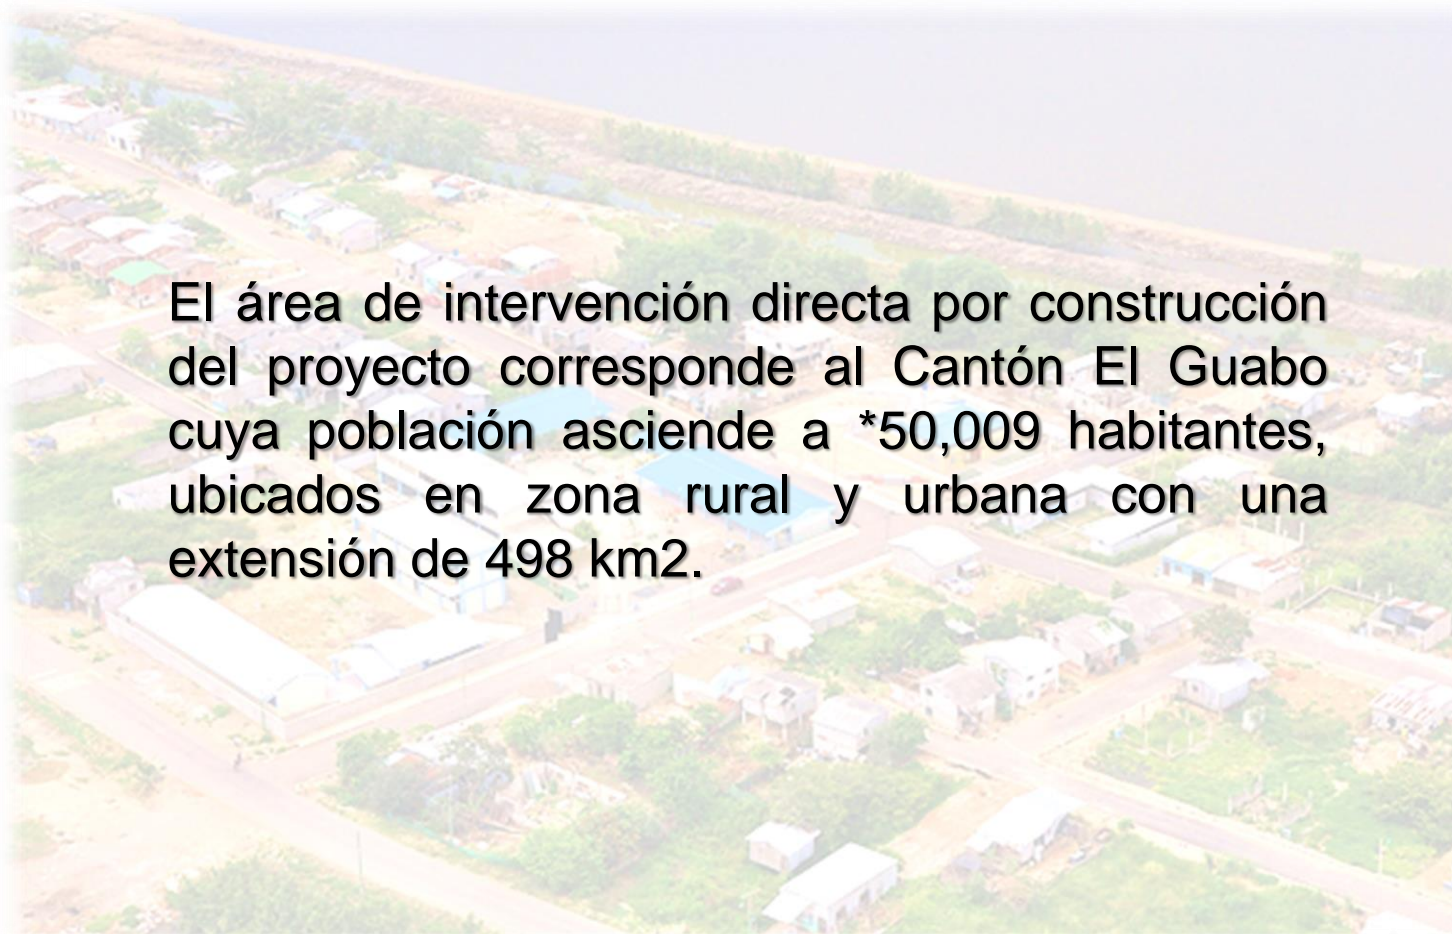 El área de intervención directa por construcción
del proyecto corresponde al Cantón El Guabo
cuya población asciende a *50,009 habitantes,
ubicados en zona rural y urbana con una
extensión de 498 km2.